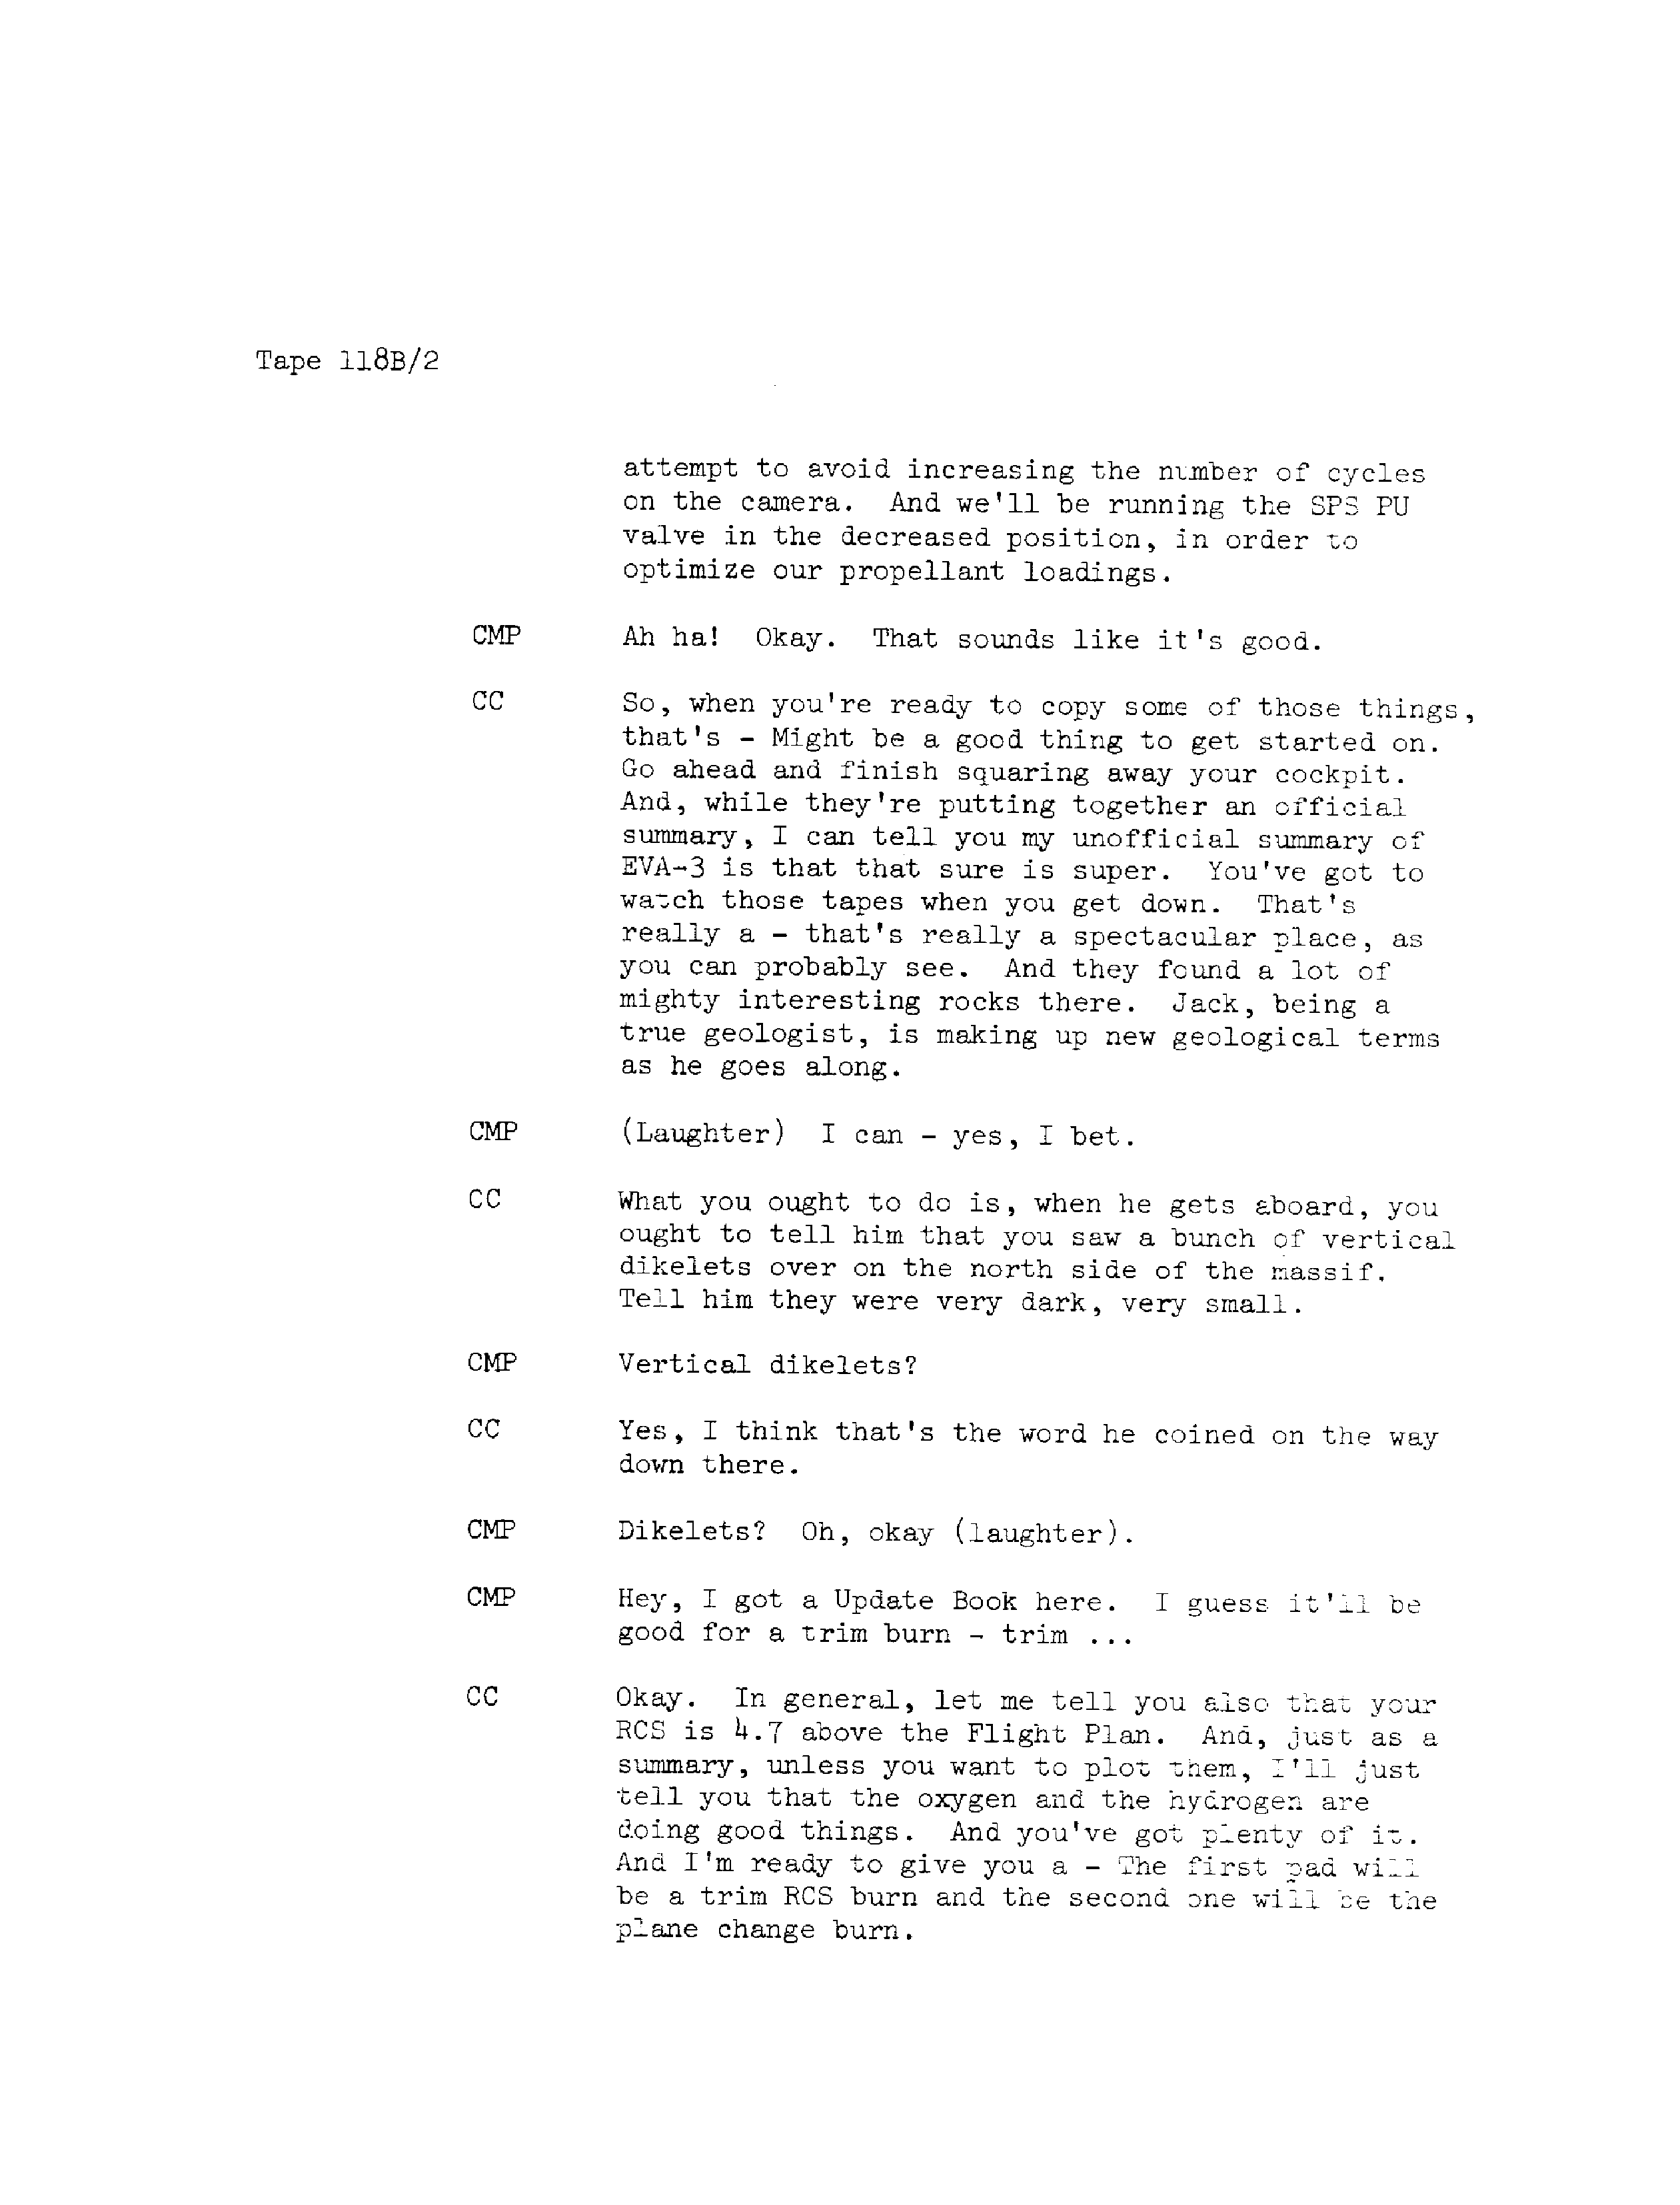 Tape 118B/2
attempt to avoid increasing the number of cycles
on the camera. And we'll be running the SPS PU
valve in the decreased position, in order to
optimize our propellant loadings.
CMP Ah ha! Okay. That sounds like it's good.
CC So, when you're ready to copy some of those things,
that's - Might be a good thing to get started on.
Go ahead and finish squaring away your cockpit.
And, while they're putting together an official
summary, I can tell you my unofficial summary of
EVA-3 is that that sure is super. You've got to
watch those tapes when you get down. That's
really a - that's really a spectacular place, as
you can probably see. And they found a lot of
mighty interesting rocks there. Jack, being a
true geologist, is making up new geological terms
as he goes along.
CMP (Laughter) I can - yes, I bet.
CC What you ought to do is, when he gets aboard, you
ought to tell him that you saw a bunch of vertical
dikelets over on the north side of the massif.
Tell him they were very dark, very small.
CMP Vertical dikelets?
CC Yes, I think that's the word he coined on the way
down there.
CMP Dikelets? Oh, okay (laughter).
CMP Hey, I got a Update Book here. I guess it'll be
good for a trim burn - trim ...
CC Okay. In general, let me tell you also that your
RCS is 4.7 above the Flight Plan. And, just as a
summary, unless you want to plot them, I'll just
tell you that the oxygen and the hydrogen are
doing good things. And you've got plenty of it.
And I'm ready to give you a - The first pad will
be a trim RCS burn and the second one will be the
plane change burn.